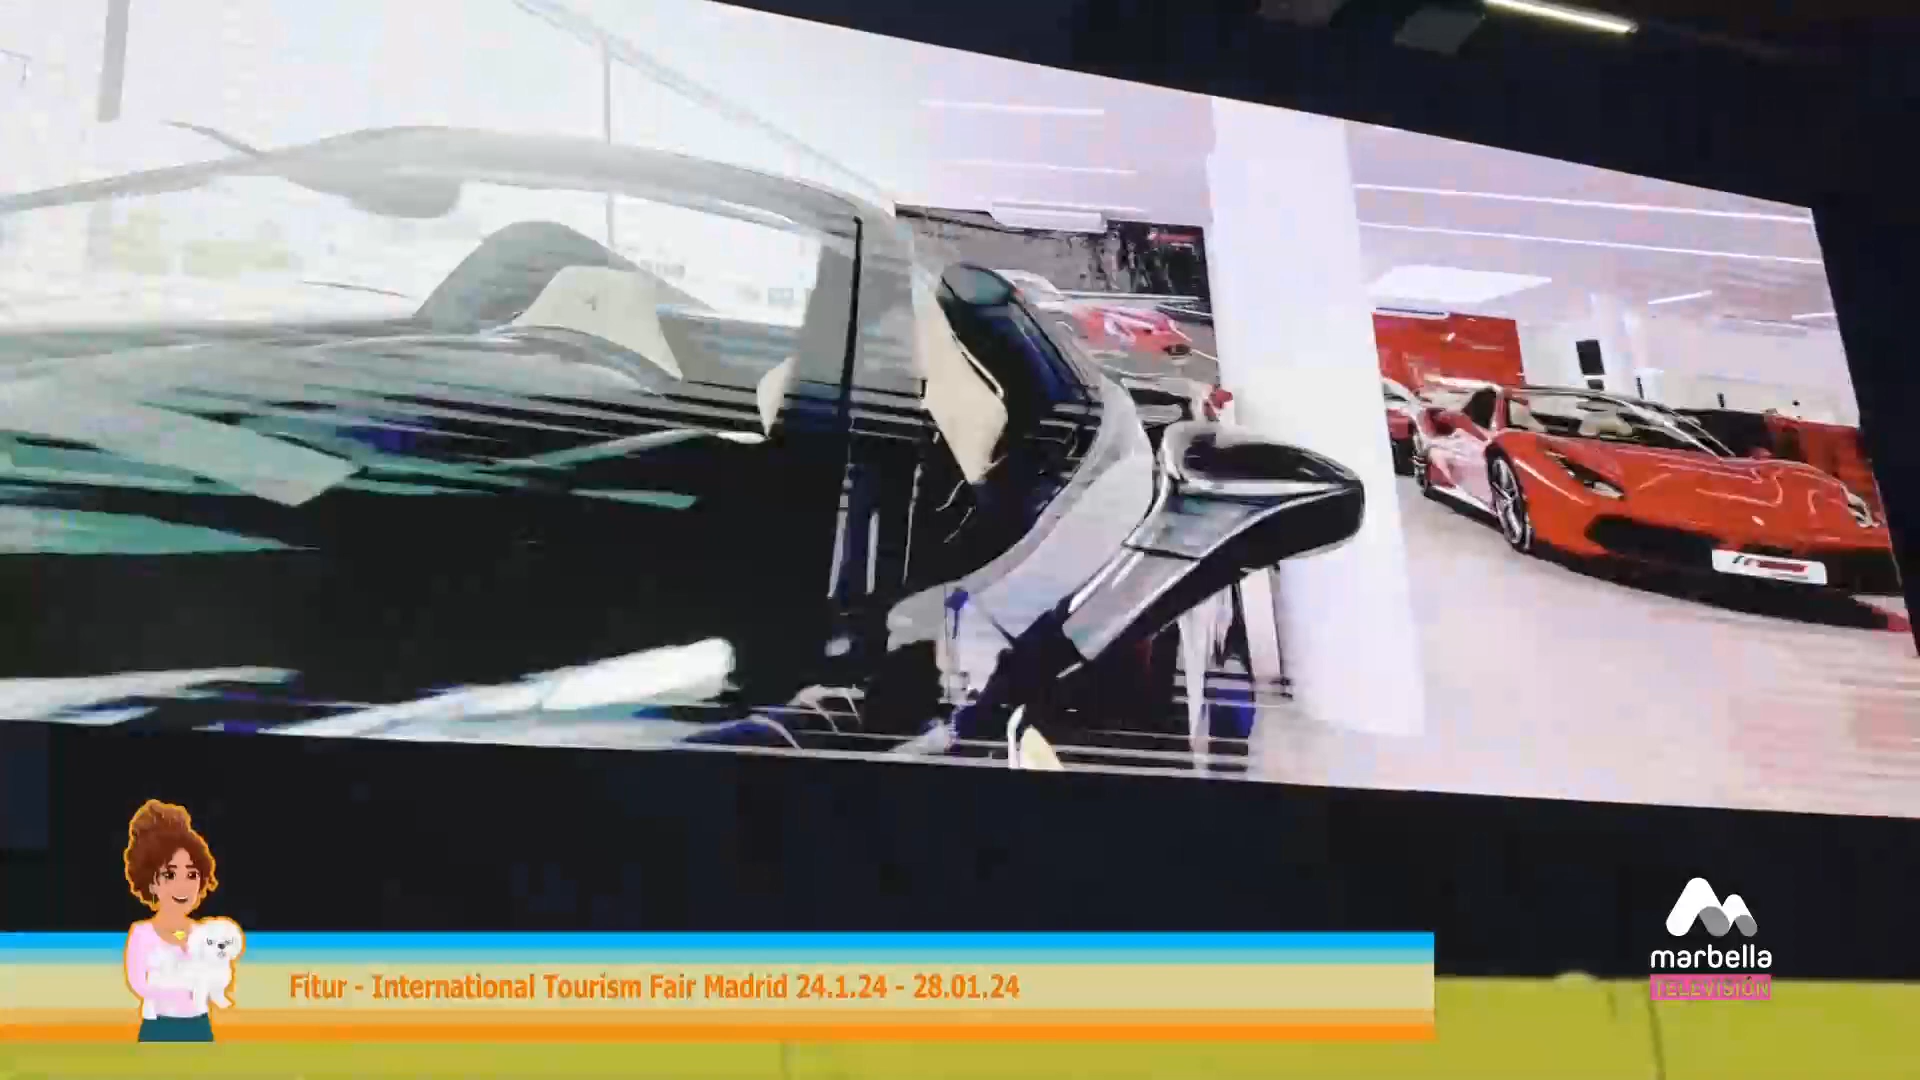 Fitur - International Tourism Fair Madrid 24.1.24 - 28.01.24
marbella
TELEVISIÓN